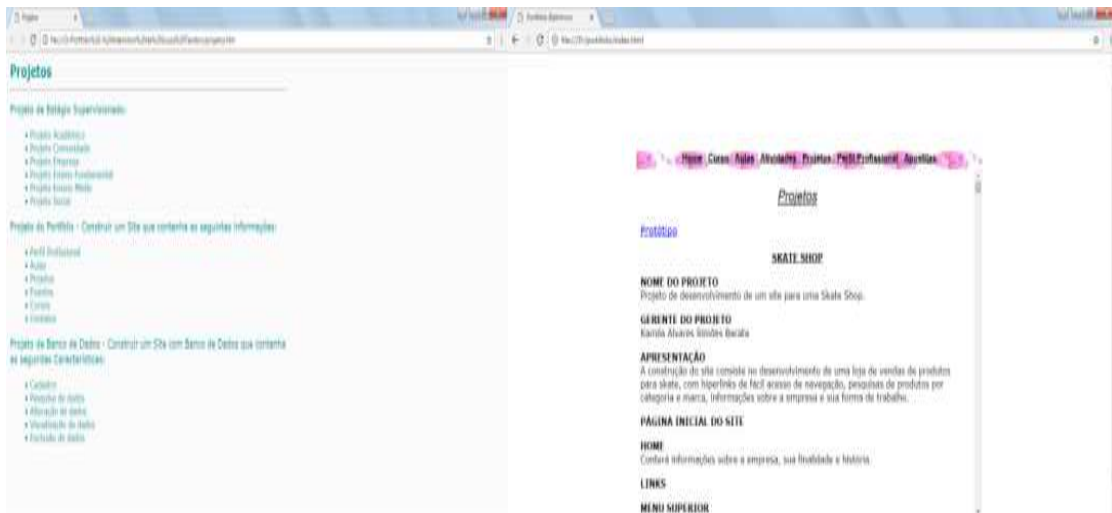 Projetos
Projetos
Projeto de Estágio Supervisionado:
Projeto Acadêmico
Projeto Comunidade
Projeto Empresa
Projeto Ensino Fundamental
Projeto Ensino Médio
Projeto Social
Projeto do Portfólio - Construir um Site que contenha as seguintes informações:
Perfil Profissional
Aulas
Projetos
Eventos
Cursos
Projeto de Banco de Dados - Construir um Site com Banco de Dados que contenha
as seguintes Características:
Cadastro
Pesquisa de dados
Alteração de dados
Visualização de dados
Exclusão de dados
Home Curso Aulas Atividades Projetos Perfil Profissional Apostilas
Projetos
Protótipo
SKATE SHOP
NOME DO PROJETO
Projeto de desenvolvimento de um site para uma Skate Shop.
GERENTE DO PROJETO
APRESENTAÇÃO
A construção do site consiste no desenvolvimento de uma loja de vendas de produtos
para skate, com hiperlinks de fácil acesso de navegação, pesquisas de produtos por
categoria e marca, informações sobre a empresa e sua forma de trabalho.
PÁGINA INICIAL DO SITE
HOME
Conterá informações sobre a empresa, sua finalidade e história.
LINKS
MENU SUPERIOR